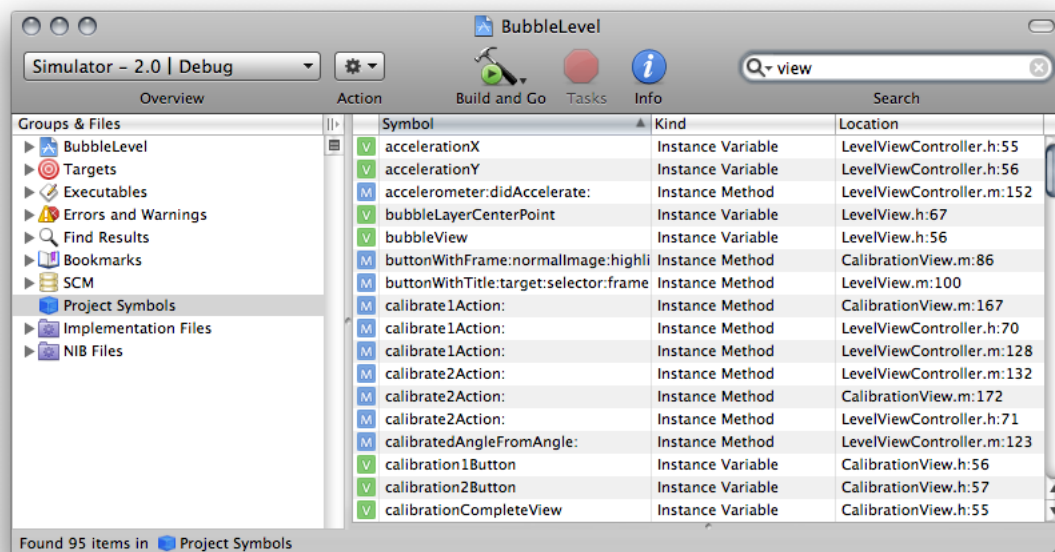 BubbleLevel
Simulator - 2.0 | Debug
view
Overview Action Build and Go Tasks Info Search
Groups & Files Symbol Kind Location
BubbleLevel V accelerationX Instance Variable LevelViewController.h:55
Targets V accelerationY Instance Variable LevelViewController.h:56
Executables M accelerometer:didAccelerate: Instance Method LevelViewController.m:152
Errors and Warnings V bubbleLayerCenterPoint Instance Variable LevelView.h:67
Find Results V bubbleView Instance Variable LevelView.h:56
Bookmarks M buttonWithFrame:normalImage:highli Instance Method CalibrationView.m:86
SCM M buttonWithTitle:target:selector:frame Instance Method LevelView.m:100
Project Symbols M calibrate1Action: Instance Method CalibrationView.m:167
Implementation Files M calibrate1Action: Instance Method LevelViewController.h:70
NIB Files M calibrate1Action: Instance Method LevelViewController.m:128
M calibrate2Action: Instance Method LevelViewController.m:132
M calibrate2Action: Instance Method CalibrationView.m:172
M calibrate2Action: Instance Method LevelViewController.h:71
M calibratedAngleFromAngle: Instance Method LevelViewController.m:123
V calibration1Button Instance Variable CalibrationView.h:56
V calibration2Button Instance Variable CalibrationView.h:57
V calibrationCompleteView Instance Variable CalibrationView.h:55
Found 95 items in Project Symbols